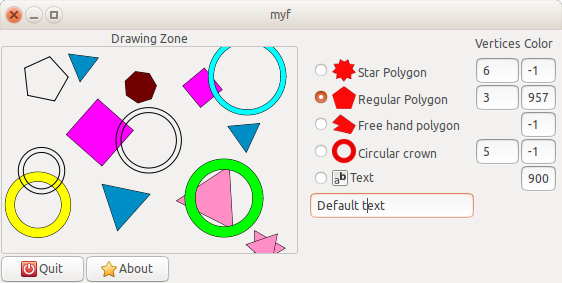 myf
Drawing Zone
Vertices Color
Star Polygon 6 -1
Regular Polygon 3 957
Free hand polygon -1
Circular crown 5 -1
ab Text 900
Default text
Quit About